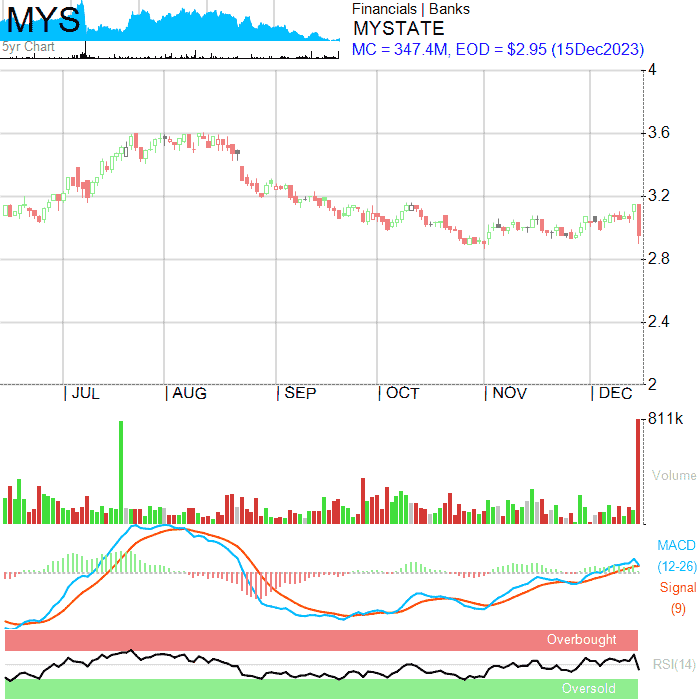 MYS
5yr Chart
Financials | Banks
MYSTATE
MC = 347.4M, EOD = $2.95 (15Dec2023)
4
3.6
3.2
2.8
2.4
2
| JUL | AUG | SEP | OCT | NOV | DEC
811k
Volume
MACD
(12-26)
Signal
(9)
Overbought
RSI(14)
Oversold